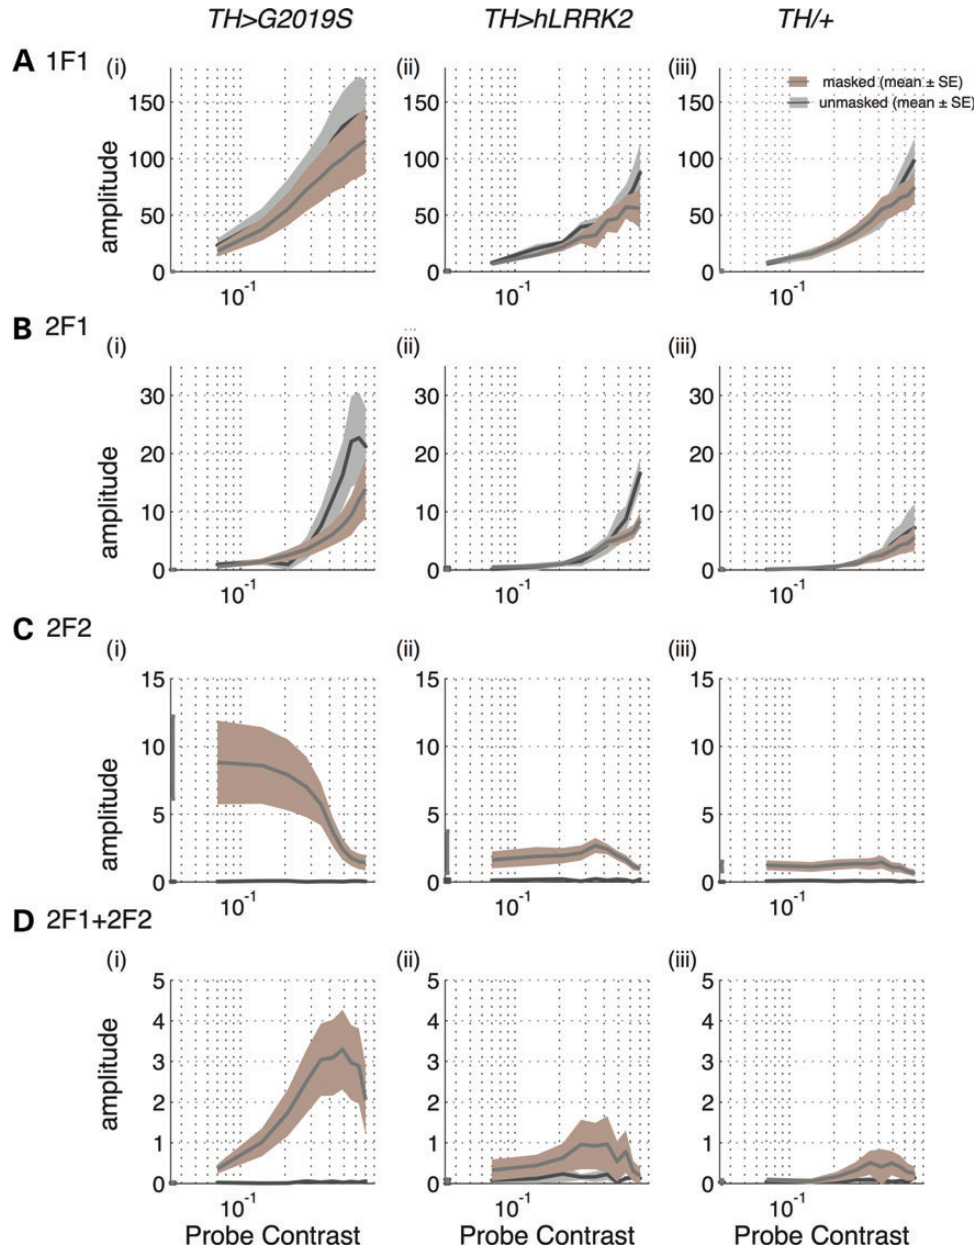 TH>G2019S TH>hLRRK2 TH/+
A 1F1
(i) (ii) (iii)
masked (mean ± SE)
unmasked (mean ± SE)
amplitude
150 150 150
100 100 100
50 50 50
0 0 0
10⁻¹ 10⁻¹ 10⁻¹
B 2F1
(i) (ii) (iii)
amplitude
30 30 30
20 20 20
10 10 10
0 0 0
10⁻¹ 10⁻¹ 10⁻¹
C 2F2
(i) (ii) (iii)
amplitude
15 15 15
10 10 10
5 5 5
0 0 0
10⁻¹ 10⁻¹ 10⁻¹
D 2F1+2F2
(i) (ii) (iii)
amplitude
5 5 5
4 4 4
3 3 3
2 2 2
1 1 1
0 0 0
10⁻¹ 10⁻¹ 10⁻¹
Probe Contrast Probe Contrast Probe Contrast